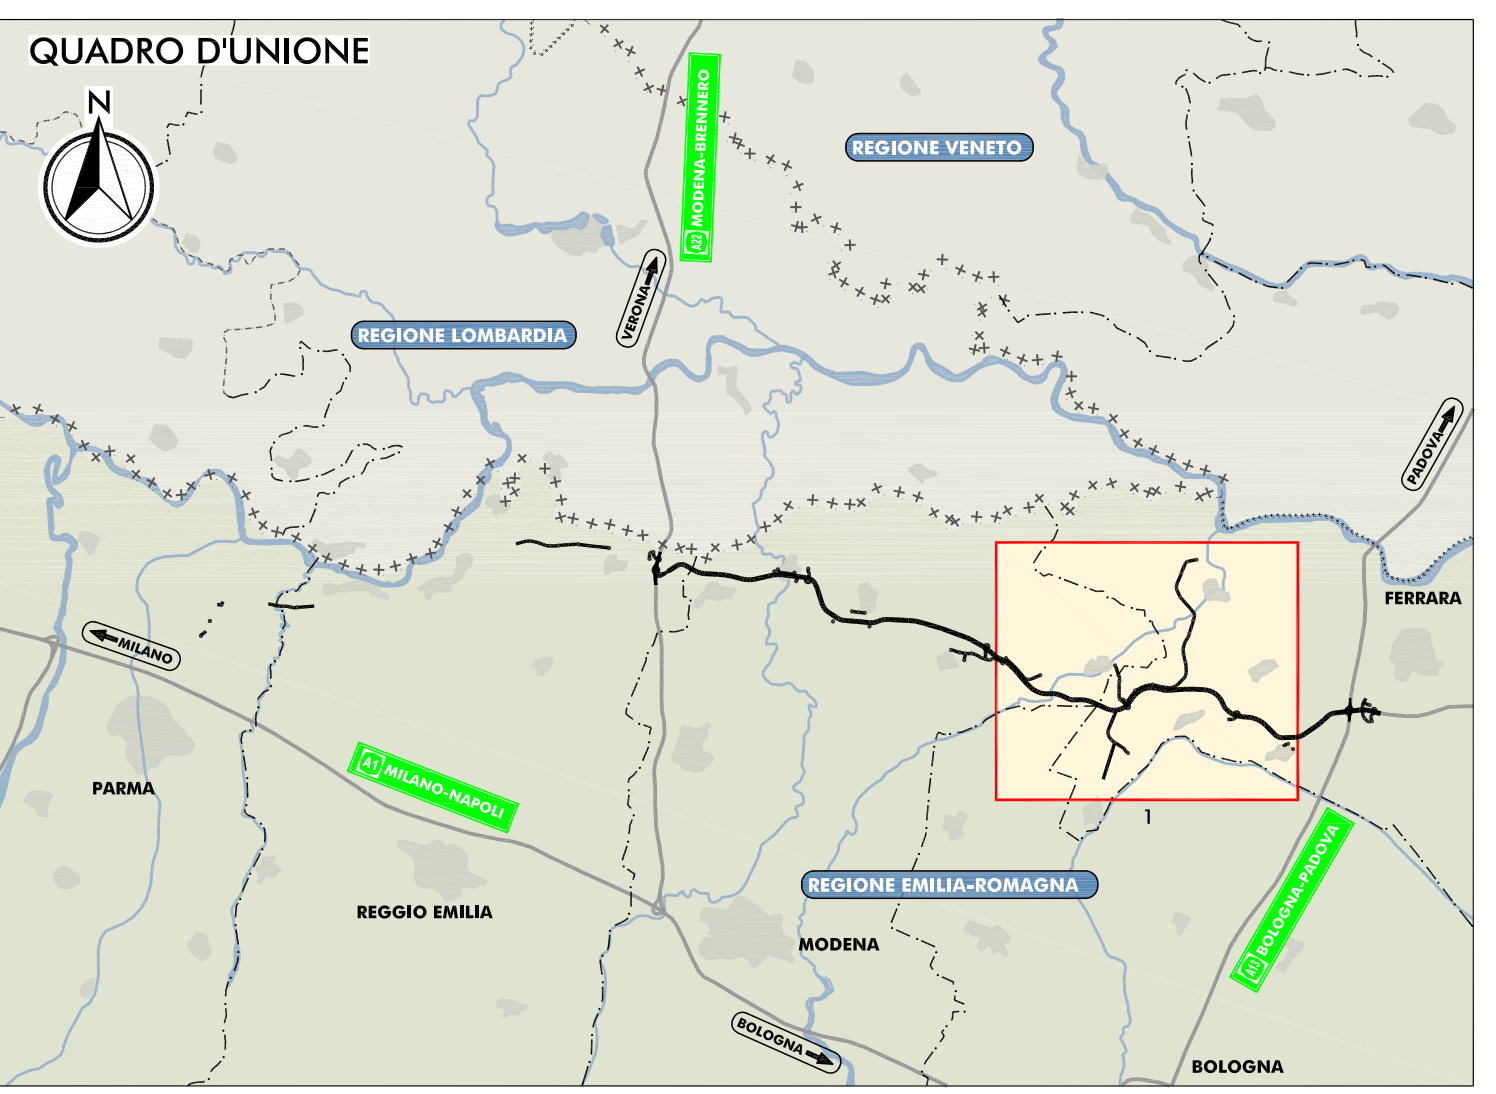 QUADRO D'UNIONE
N
A22 MODENA-BRENNERO
REGIONE VENETO
VERONA
REGIONE LOMBARDIA
PADOVA
FERRARA
MILANO
PARMA
A1 MILANO-NAPOLI
1
REGIONE EMILIA-ROMAGNA
A13 BOLOGNA-PADOVA
REGGIO EMILIA
MODENA
BOLOGNA
BOLOGNA